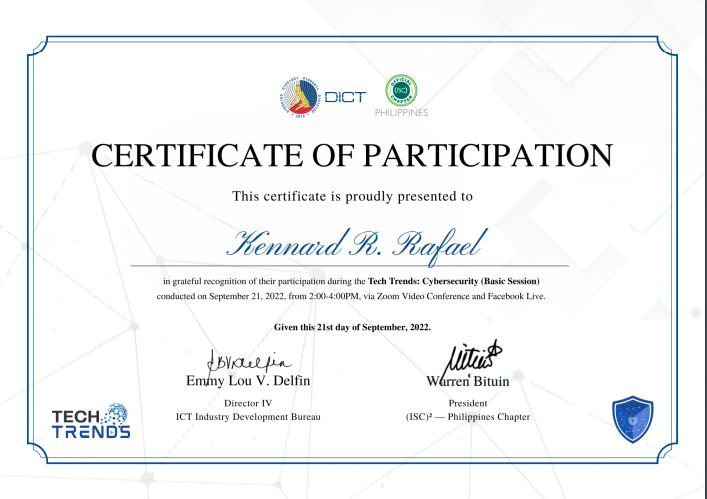 DICT
OFFICIAL
(ISC)²
CHAPTER
PHILIPPINES
CERTIFICATE OF PARTICIPATION
This certificate is proudly presented to
Kennard R. Rafael
in grateful recognition of their participation during the Tech Trends: Cybersecurity (Basic Session)
conducted on September 21, 2022, from 2:00-4:00PM, via Zoom Video Conference and Facebook Live.
Given this 21st day of September, 2022.
Emmy Lou V. Delfin
Director IV
ICT Industry Development Bureau
Warren Bituin
President
(ISC)² — Philippines Chapter
TECH
TRENDS